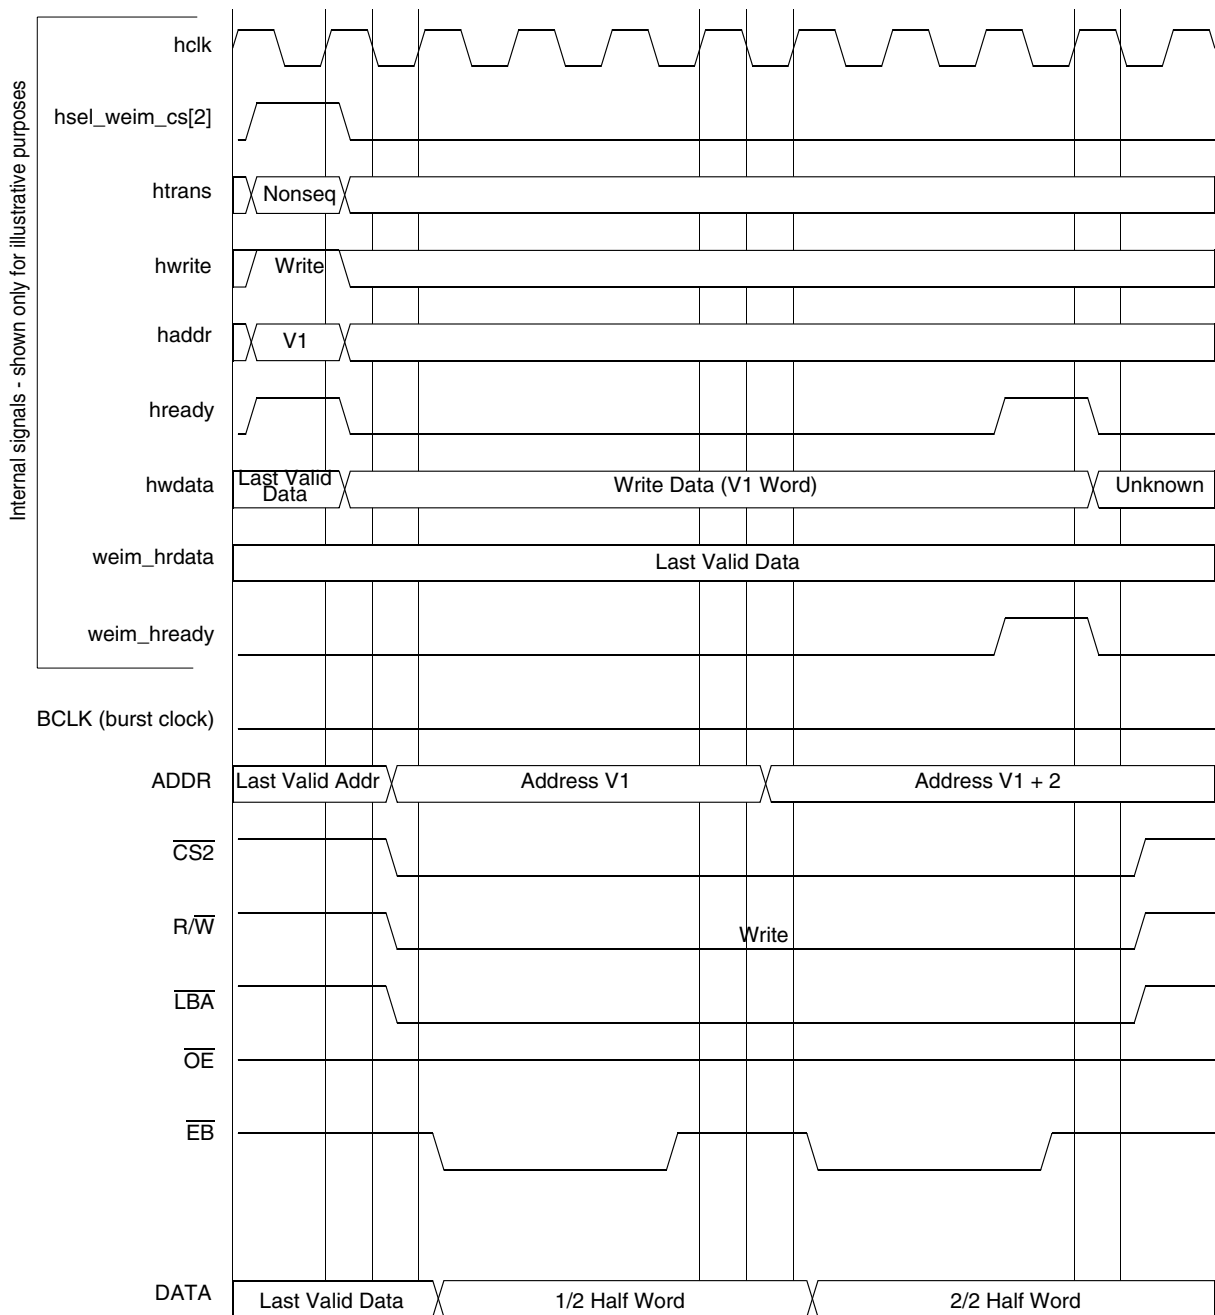 Internal signals - shown only for illustrative purposes
hclk
hsel_weim_cs[2]
htrans
Nonseq
hwrite
Write
haddr
V1
hready
hwdata
Last Valid
Data
Write Data (V1 Word)
Unknown
weim_hrdata
Last Valid Data
weim_hready
BCLK (burst clock)
ADDR
Last Valid Addr
Address V1
Address V1 + 2
CS2
R/W
Write
LBA
OE
EB
DATA
Last Valid Data
1/2 Half Word
2/2 Half Word